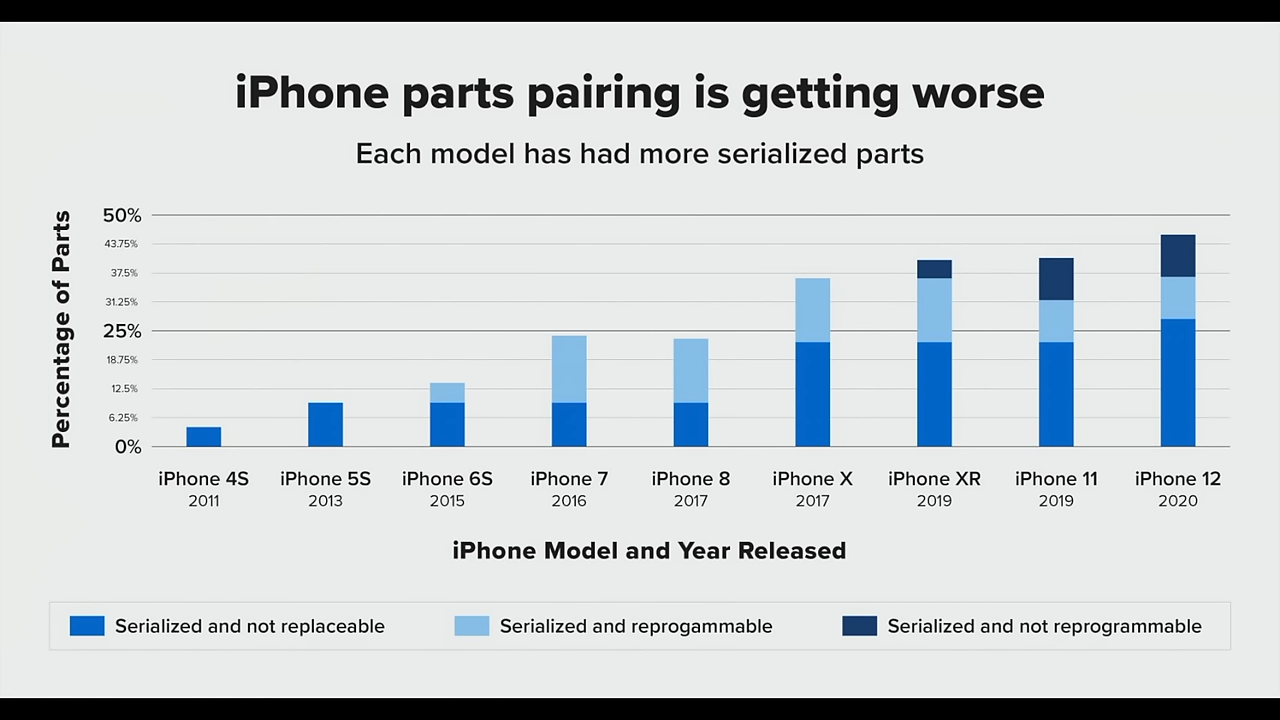 iPhone parts pairing is getting worse
Each model has had more serialized parts
Percentage of Parts
50%
43.75%
37.5%
31.25%
25%
18.75%
12.5%
6.25%
0%
iPhone 4S
2011
iPhone 5S
2013
iPhone 6S
2015
iPhone 7
2016
iPhone 8
2017
iPhone X
2017
iPhone XR
2019
iPhone 11
2019
iPhone 12
2020
iPhone Model and Year Released
Serialized and not replaceable
Serialized and reprogammable
Serialized and not reprogrammable